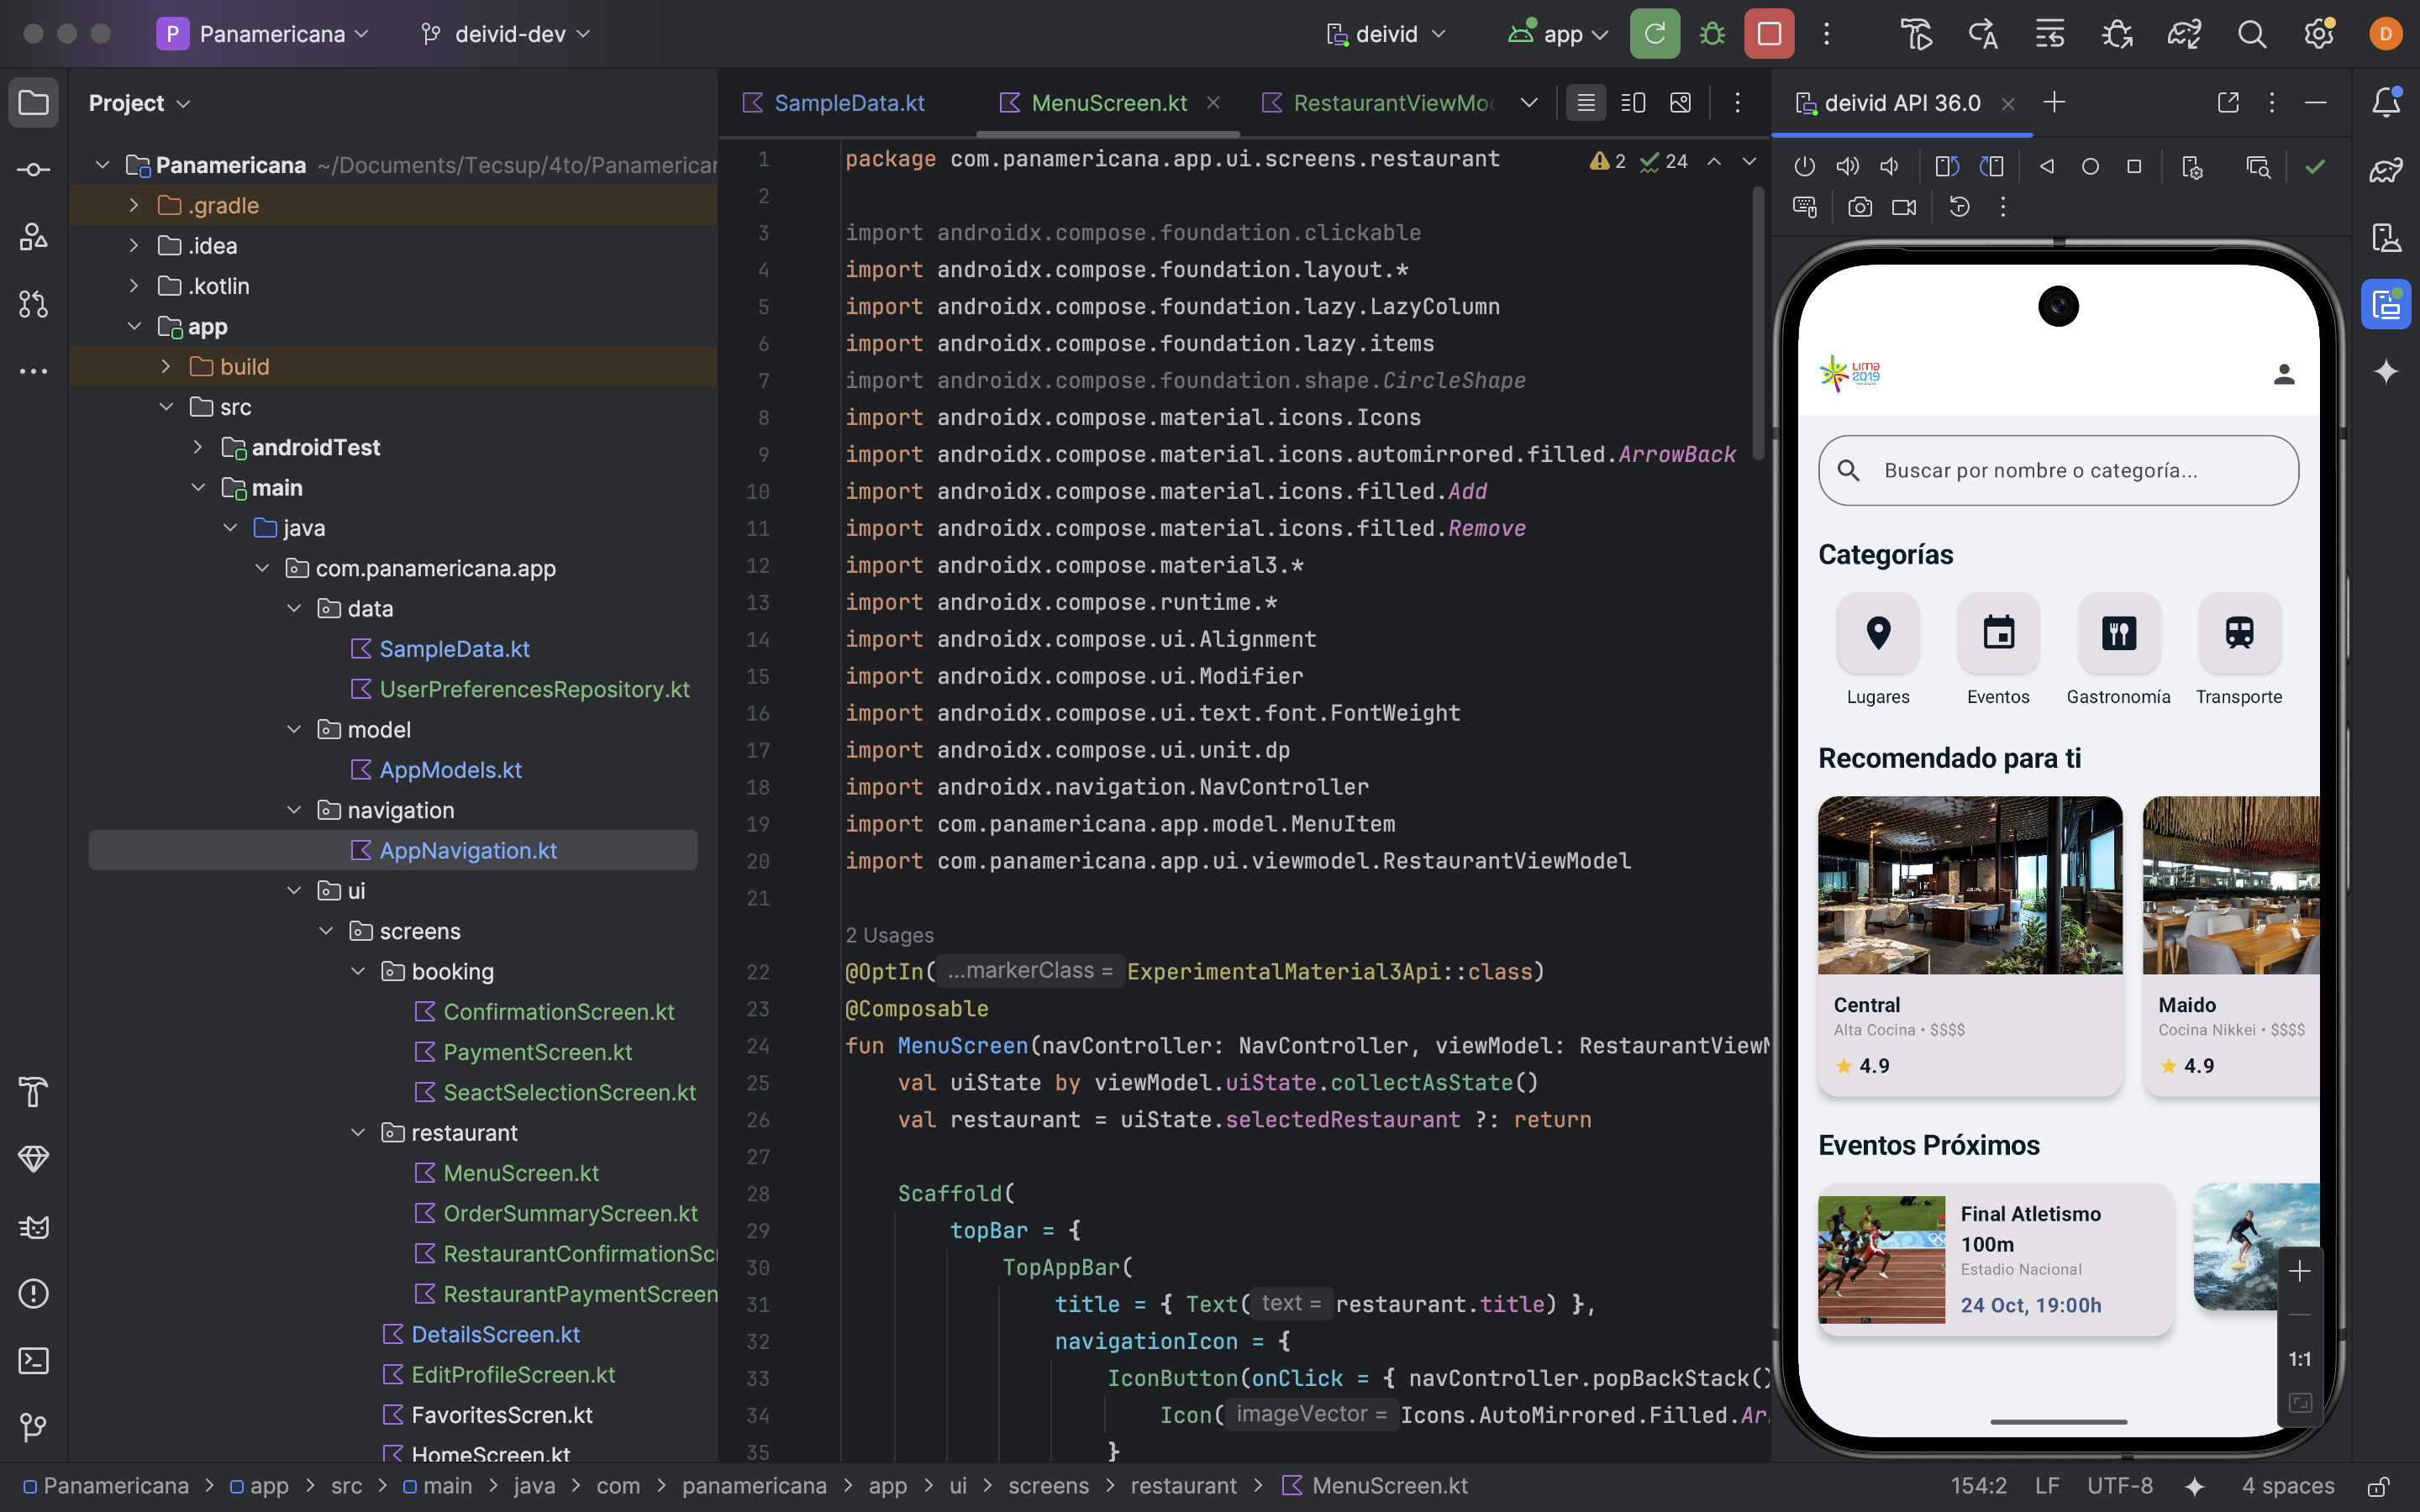 P Panamericana
deivid-dev
deivid
app
D
Project
Panamericana ~/Documents/Tecsup/4to/Panamerican
.gradle
.idea
.kotlin
app
build
src
androidTest
main
java
com.panamericana.app
data
SampleData.kt
UserPreferencesRepository.kt
model
AppModels.kt
navigation
AppNavigation.kt
ui
screens
booking
ConfirmationScreen.kt
PaymentScreen.kt
SeactSelectionScreen.kt
restaurant
MenuScreen.kt
OrderSummaryScreen.kt
RestaurantConfirmationScr
RestaurantPaymentScreen
DetailsScreen.kt
EditProfileScreen.kt
FavoritesScren.kt
HomeScreen.kt
SampleData.kt
MenuScreen.kt
RestaurantViewMod
2 24
1 package com.panamericana.app.ui.screens.restaurant
2
3 import androidx.compose.foundation.clickable
4 import androidx.compose.foundation.layout.*
5 import androidx.compose.foundation.lazy.LazyColumn
6 import androidx.compose.foundation.lazy.items
7 import androidx.compose.foundation.shape.CircleShape
8 import androidx.compose.material.icons.Icons
9 import androidx.compose.material.icons.automirrored.filled.ArrowBack
10 import androidx.compose.material.icons.filled.Add
11 import androidx.compose.material.icons.filled.Remove
12 import androidx.compose.material3.*
13 import androidx.compose.runtime.*
14 import androidx.compose.ui.Alignment
15 import androidx.compose.ui.Modifier
16 import androidx.compose.ui.text.font.FontWeight
17 import androidx.compose.ui.unit.dp
18 import androidx.navigation.NavController
19 import com.panamericana.app.model.MenuItem
20 import com.panamericana.app.ui.viewmodel.RestaurantViewModel
21
2 Usages
22 @OptIn( ...markerClass = ExperimentalMaterial3Api::class)
23 @Composable
24 fun MenuScreen(navController: NavController, viewModel: RestaurantViewM
25 val uiState by viewModel.uiState.collectAsState()
26 val restaurant = uiState.selectedRestaurant ?: return
27
28 Scaffold(
29 topBar = {
30 TopAppBar(
31 title = { Text( text = restaurant.title) },
32 navigationIcon = {
33 IconButton(onClick = { navController.popBackStack()
34 Icon( imageVector = Icons.AutoMirrored.Filled.Arr
35 }
deivid API 36.0
LIMA
2019
Buscar por nombre o categoría...
Categorías
Lugares Eventos Gastronomía Transporte
Recomendado para ti
Central
Alta Cocina • $$$$
4.9
Maido
Cocina Nikkei • $$$$
4.9
Eventos Próximos
Final Atletismo
100m
Estadio Nacional
24 Oct, 19:00h
1:1
Panamericana > app > src > main > java > com > panamericana > app > ui > screens > restaurant > MenuScreen.kt
154:2 LF UTF-8 4 spaces